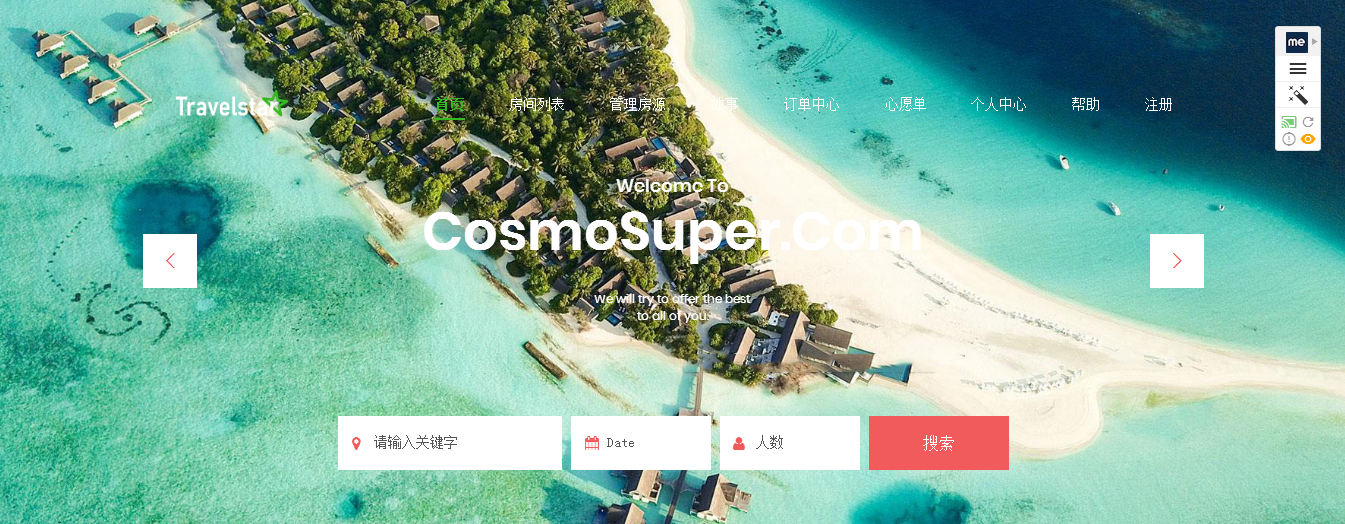 me
Travelstar
首页
房间列表
管理房源
故事
订单中心
心愿单
个人中心
帮助
注册
Welcome To
CosmoSuper.Com
We will try to offer the best
to all of you.
请输入关键字
Date
人数
搜索